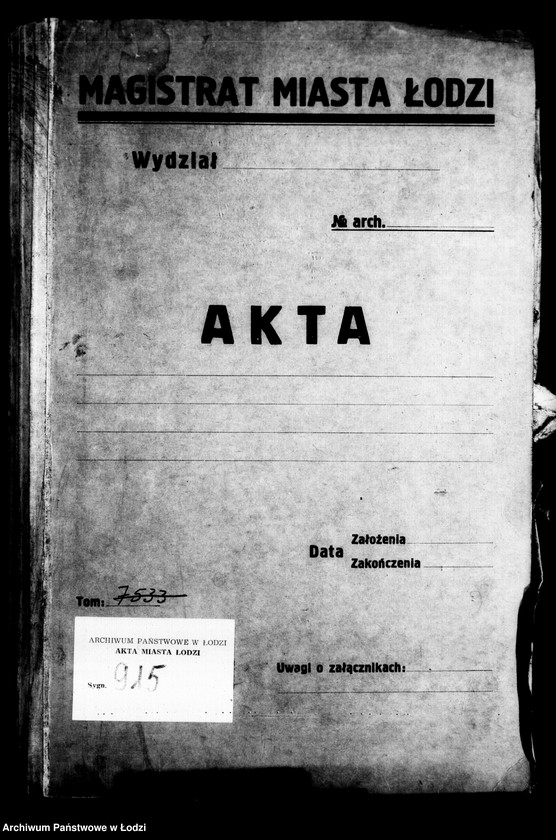 MAGISTRAT MIASTA ŁODZI
Wydział
№ arch.
AKTA
Data Założenia
Zakończenia
Tom: 7533
ARCHIWUM PAŃSTWOWE W ŁODZI
AKTA MIASTA ŁODZI
Sygn. 915
Uwagi o załącznikach:
Archiwum Państwowe w Łodzi